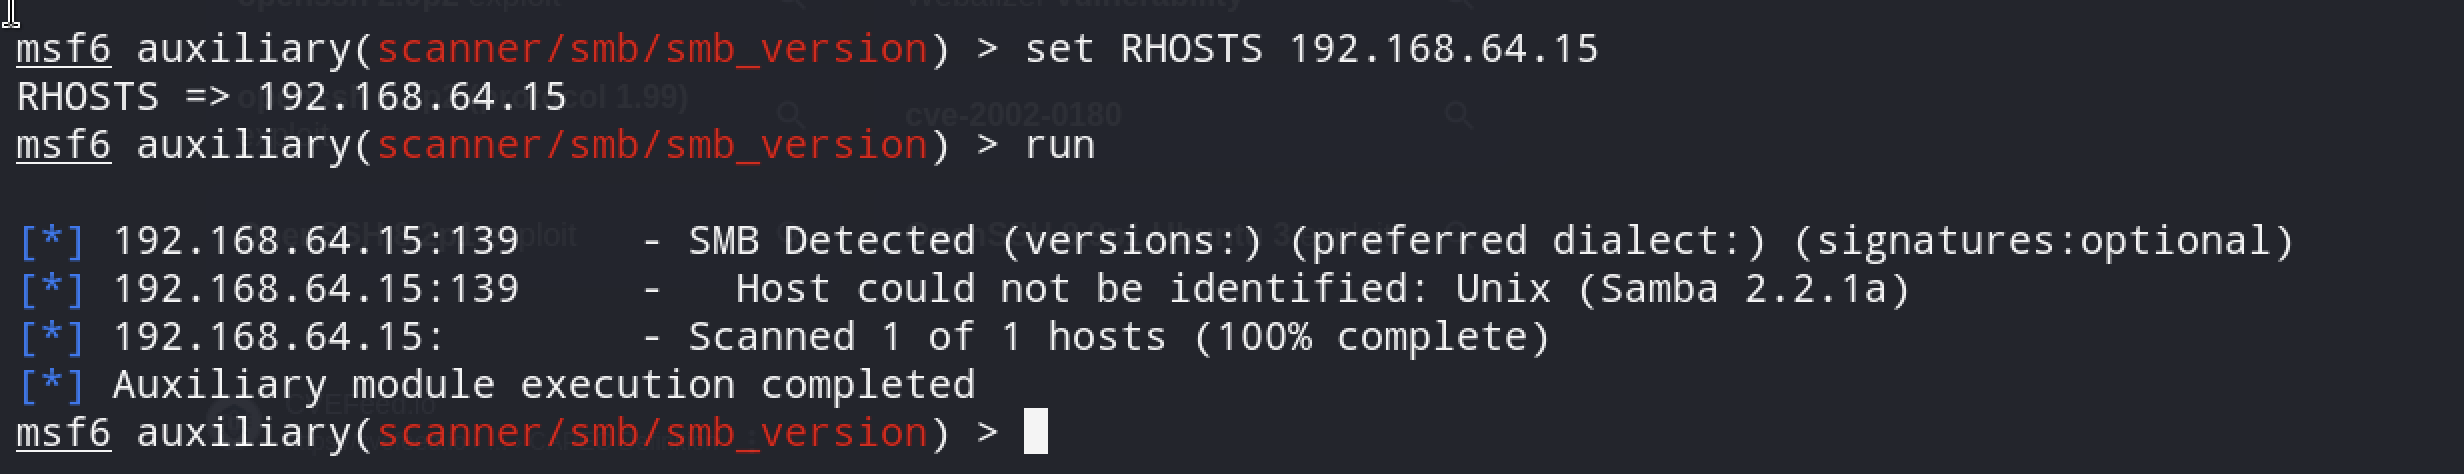 msf6 auxiliary(scanner/smb/smb_version) > set RHOSTS 192.168.64.15
RHOSTS => 192.168.64.15
msf6 auxiliary(scanner/smb/smb_version) > run
[*] 192.168.64.15:139 - SMB Detected (versions:) (preferred dialect:) (signatures:optional)
[*] 192.168.64.15:139 - Host could not be identified: Unix (Samba 2.2.1a)
[*] 192.168.64.15: - Scanned 1 of 1 hosts (100% complete)
[*] Auxiliary module execution completed
msf6 auxiliary(scanner/smb/smb_version) >
cve-2002-0180